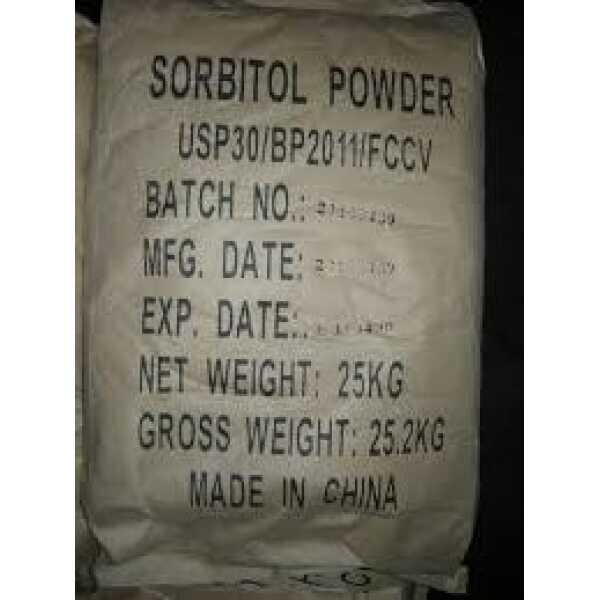 SORBITOL POWDER
USP30/BP2011/FCCV
BATCH NO.:
MFG. DATE:
EXP. DATE:.
NET WEIGHT: 25KG
GROSS WEIGHT: 25.2KG
MADE IN CHINA